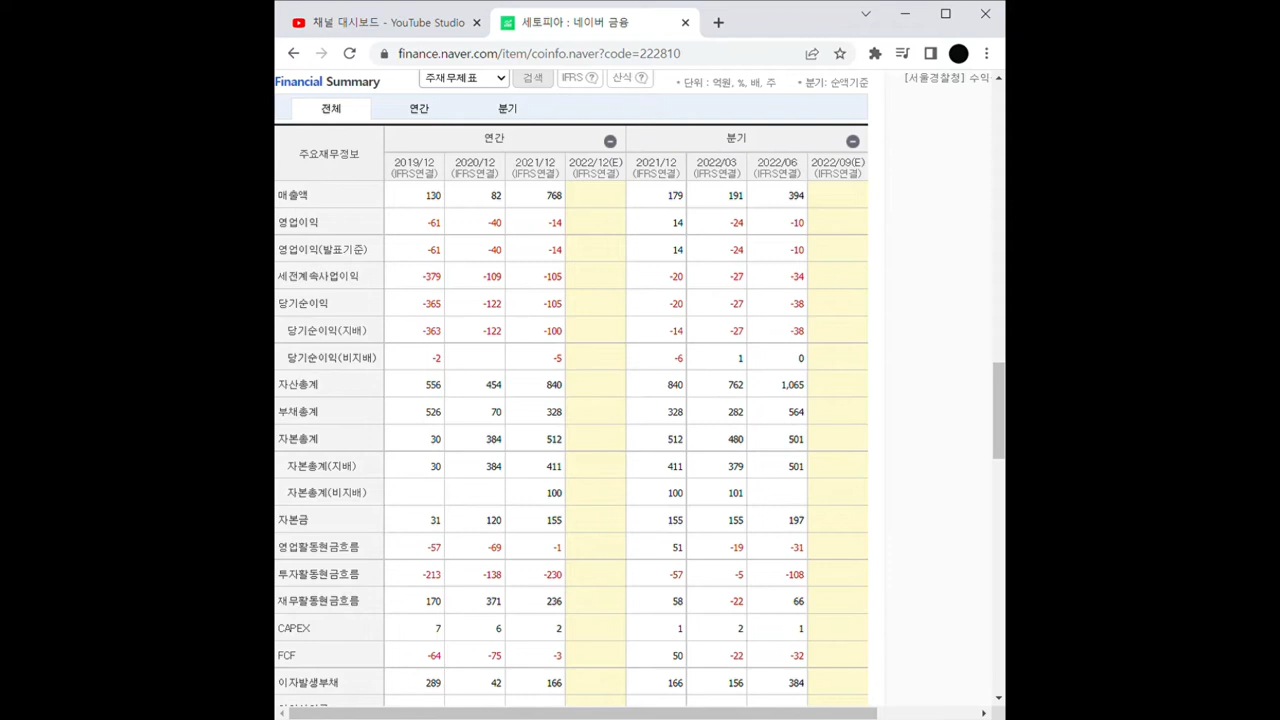 채널 대시보드 - YouTube Studio
세토피아 : 네이버 금융
finance.naver.com/item/coinfo.naver?code=222810
Financial Summary 주재무제표 검색 IFRS ? 산식 ? * 단위 : 억원, %, 배, 주 * 분기: 순액기준
[서울경찰청] 수익
전체 연간 분기
주요재무정보 연간 분기
2019/12 (IFRS연결) 2020/12 (IFRS연결) 2021/12 (IFRS연결) 2022/12(E) (IFRS연결) 2021/12 (IFRS연결) 2022/03 (IFRS연결) 2022/06 (IFRS연결) 2022/09(E) (IFRS연결)
매출액 130 82 768 179 191 394
영업이익 -61 -40 -14 14 -24 -10
영업이익(발표기준) -61 -40 -14 14 -24 -10
세전계속사업이익 -379 -109 -105 -20 -27 -34
당기순이익 -365 -122 -105 -20 -27 -38
당기순이익(지배) -363 -122 -100 -14 -27 -38
당기순이익(비지배) -2 -5 -6 1 0
자산총계 556 454 840 840 762 1,065
부채총계 526 70 328 328 282 564
자본총계 30 384 512 512 480 501
자본총계(지배) 30 384 411 411 379 501
자본총계(비지배) 100 100 101
자본금 31 120 155 155 155 197
영업활동현금흐름 -57 -69 -1 51 -19 -31
투자활동현금흐름 -213 -138 -230 -57 -5 -108
재무활동현금흐름 170 371 236 58 -22 66
CAPEX 7 6 2 1 2 1
FCF -64 -75 -3 50 -22 -32
이자발생부채 289 42 166 166 156 384